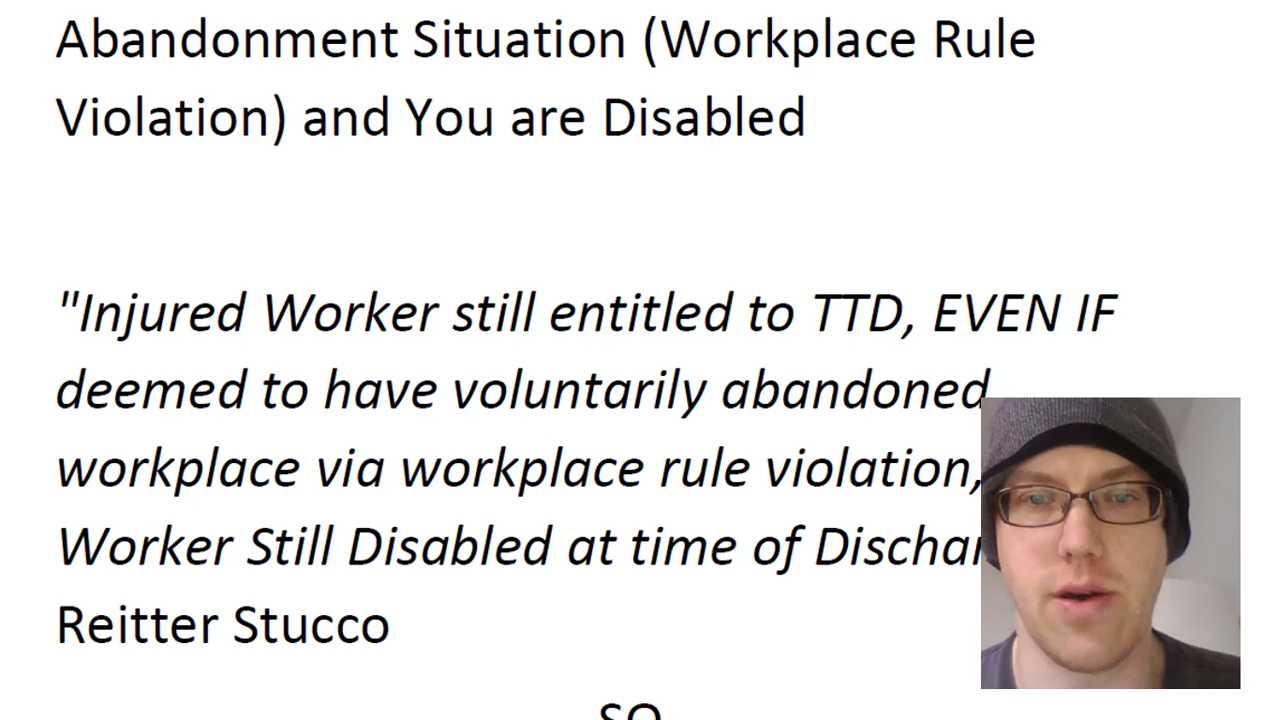 Abandonment Situation (Workplace Rule
Violation) and You are Disabled
"Injured Worker still entitled to TTD, EVEN IF
deemed to have voluntarily abandoned
workplace via workplace rule violation,
Worker Still Disabled at time of
Reitter Stucco
SO